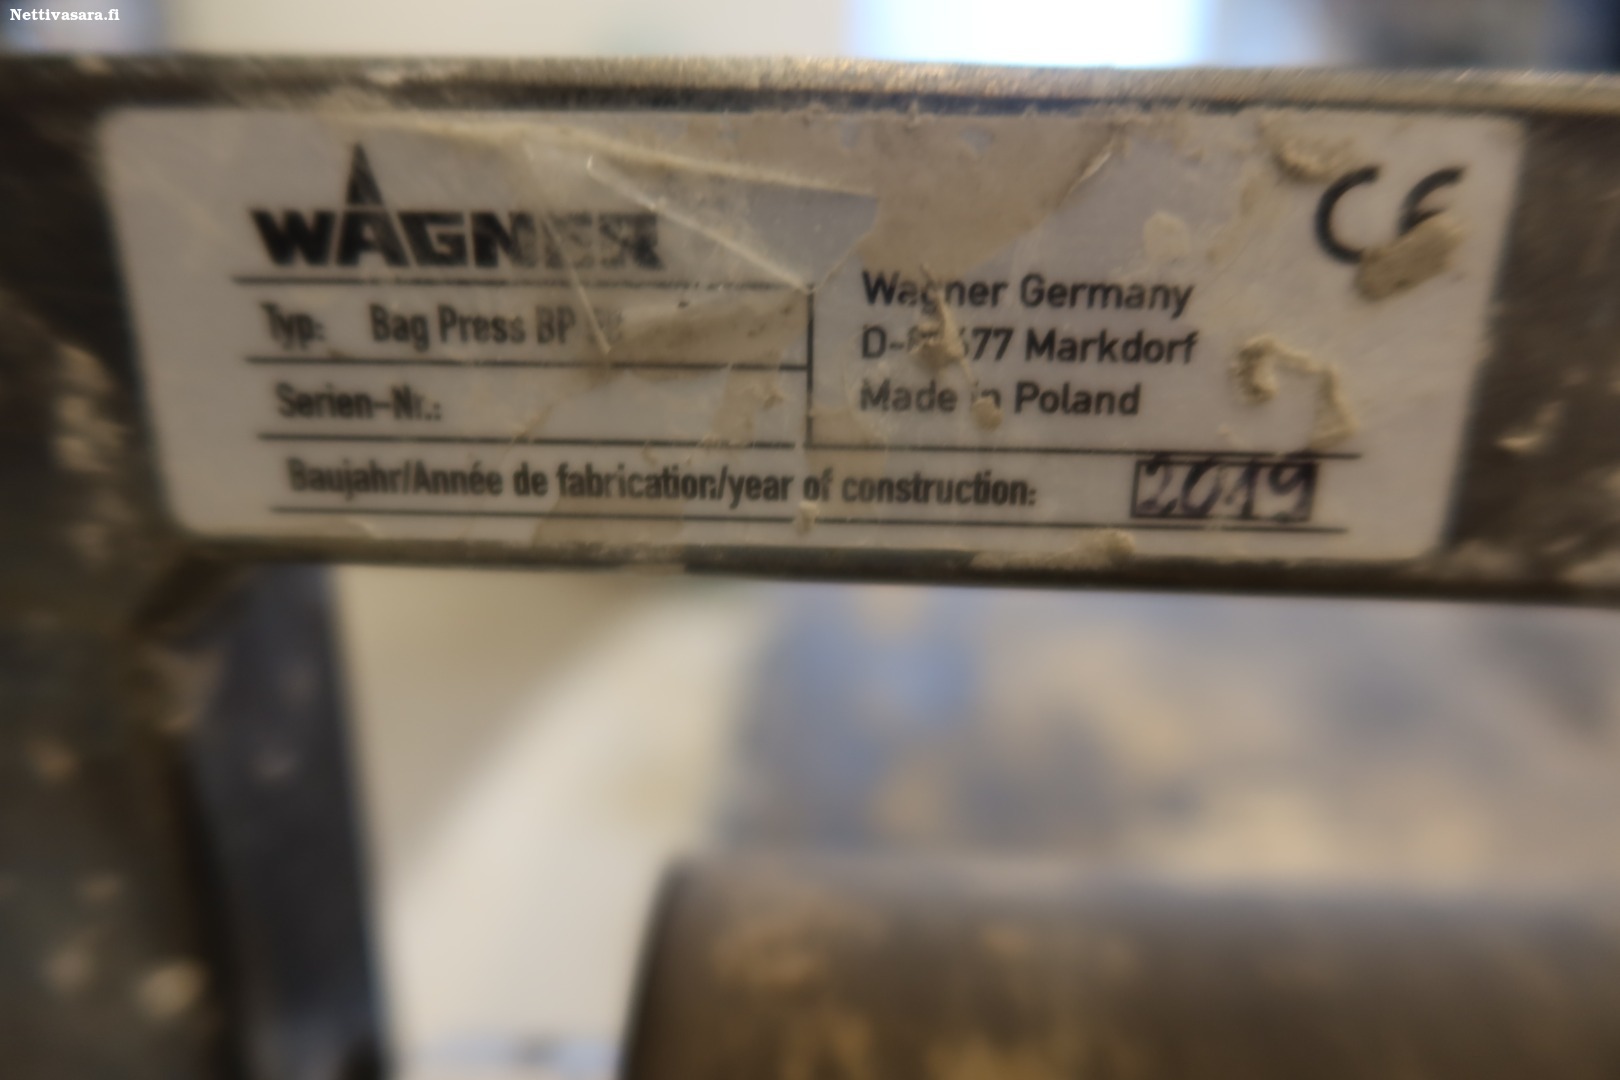 Nettivasara.fi
WAGNER
CE
Wagner Germany
Typ: Bag Press BP
Markdorf
Serien-Nr.:
Made in Poland
Baujahr/Année de fabrication/year of construction: 2019